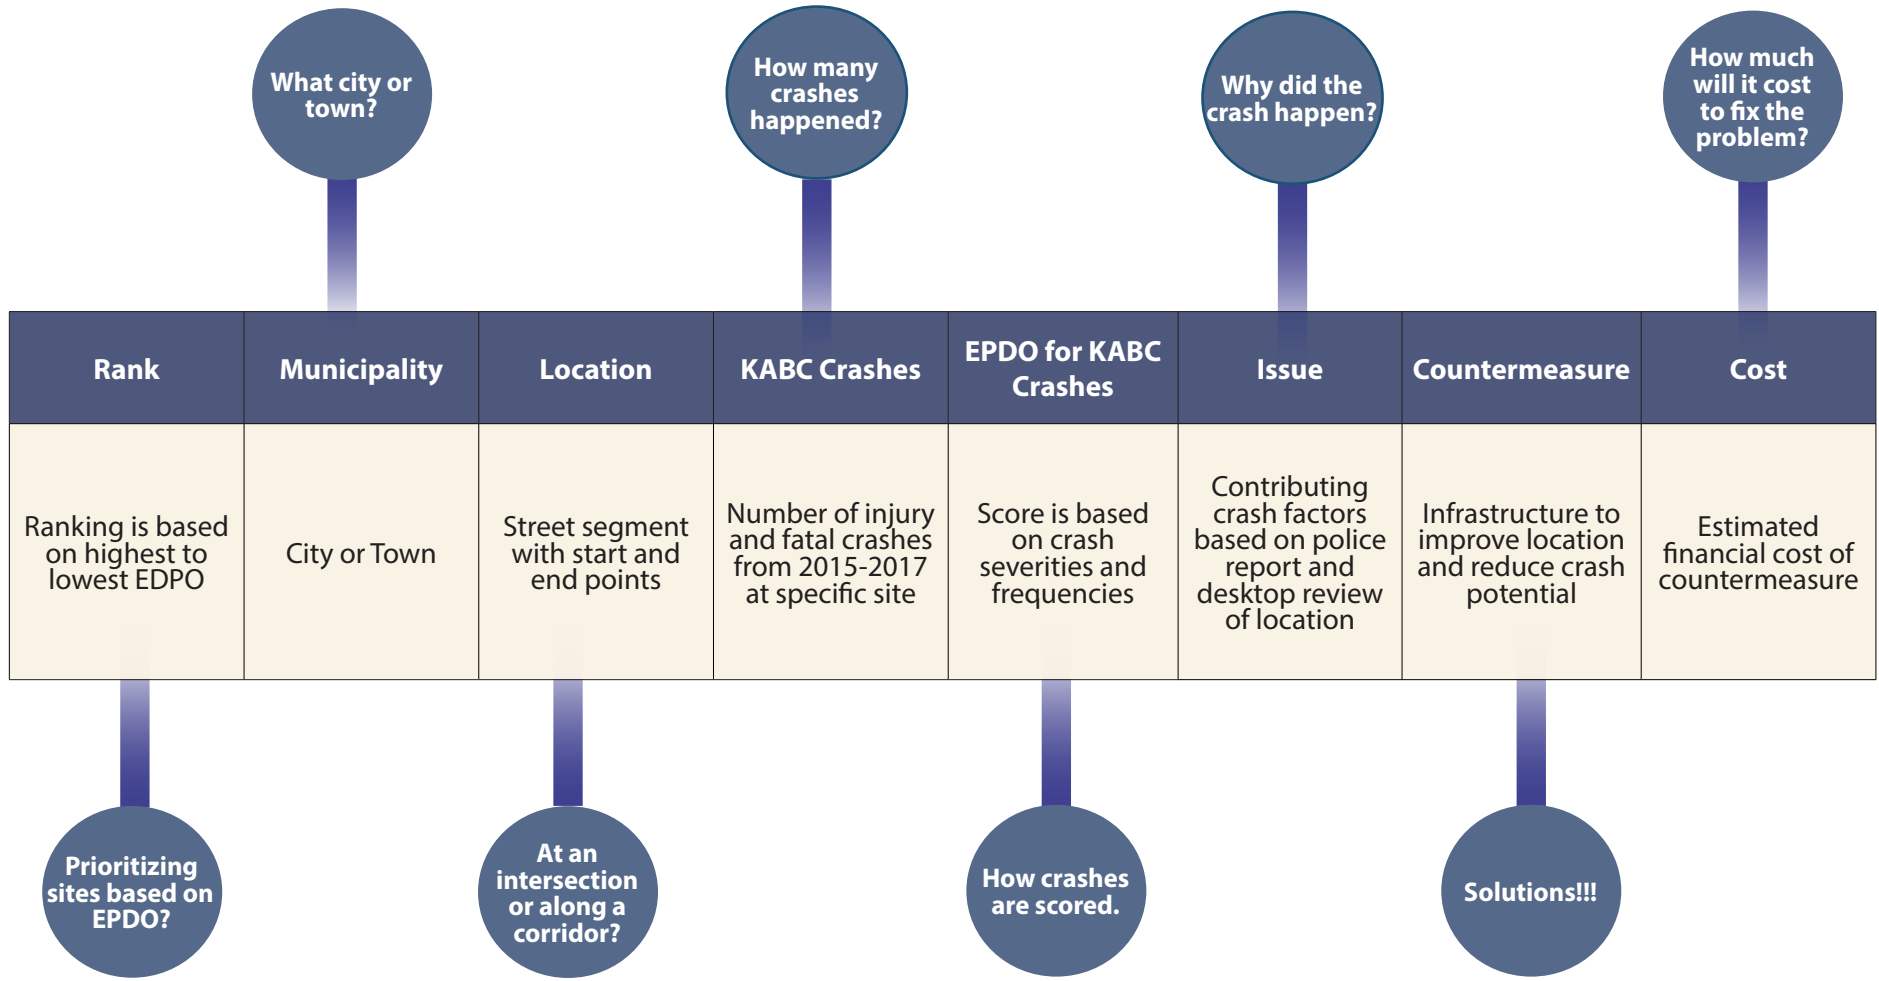 What city or
town?
How many
crashes
happened?
Why did the
crash happen?
How much
will it cost
to fix the
problem?
Rank
Municipality
Location
KABC Crashes
EPDO for KABC
Crashes
Issue
Countermeasure
Cost
Ranking is based
on highest to
lowest EDPO
City or Town
Street segment
with start and
end points
Number of injury
and fatal crashes
from 2015-2017
at specific site
Score is based
on crash
severities and
frequencies
Contributing
crash factors
based on police
report and
desktop review
of location
Infrastructure to
improve location
and reduce crash
potential
Estimated
financial cost of
countermeasure
Prioritizing
sites based on
EPDO?
At an
intersection
or along a
corridor?
How crashes
are scored.
Solutions!!!